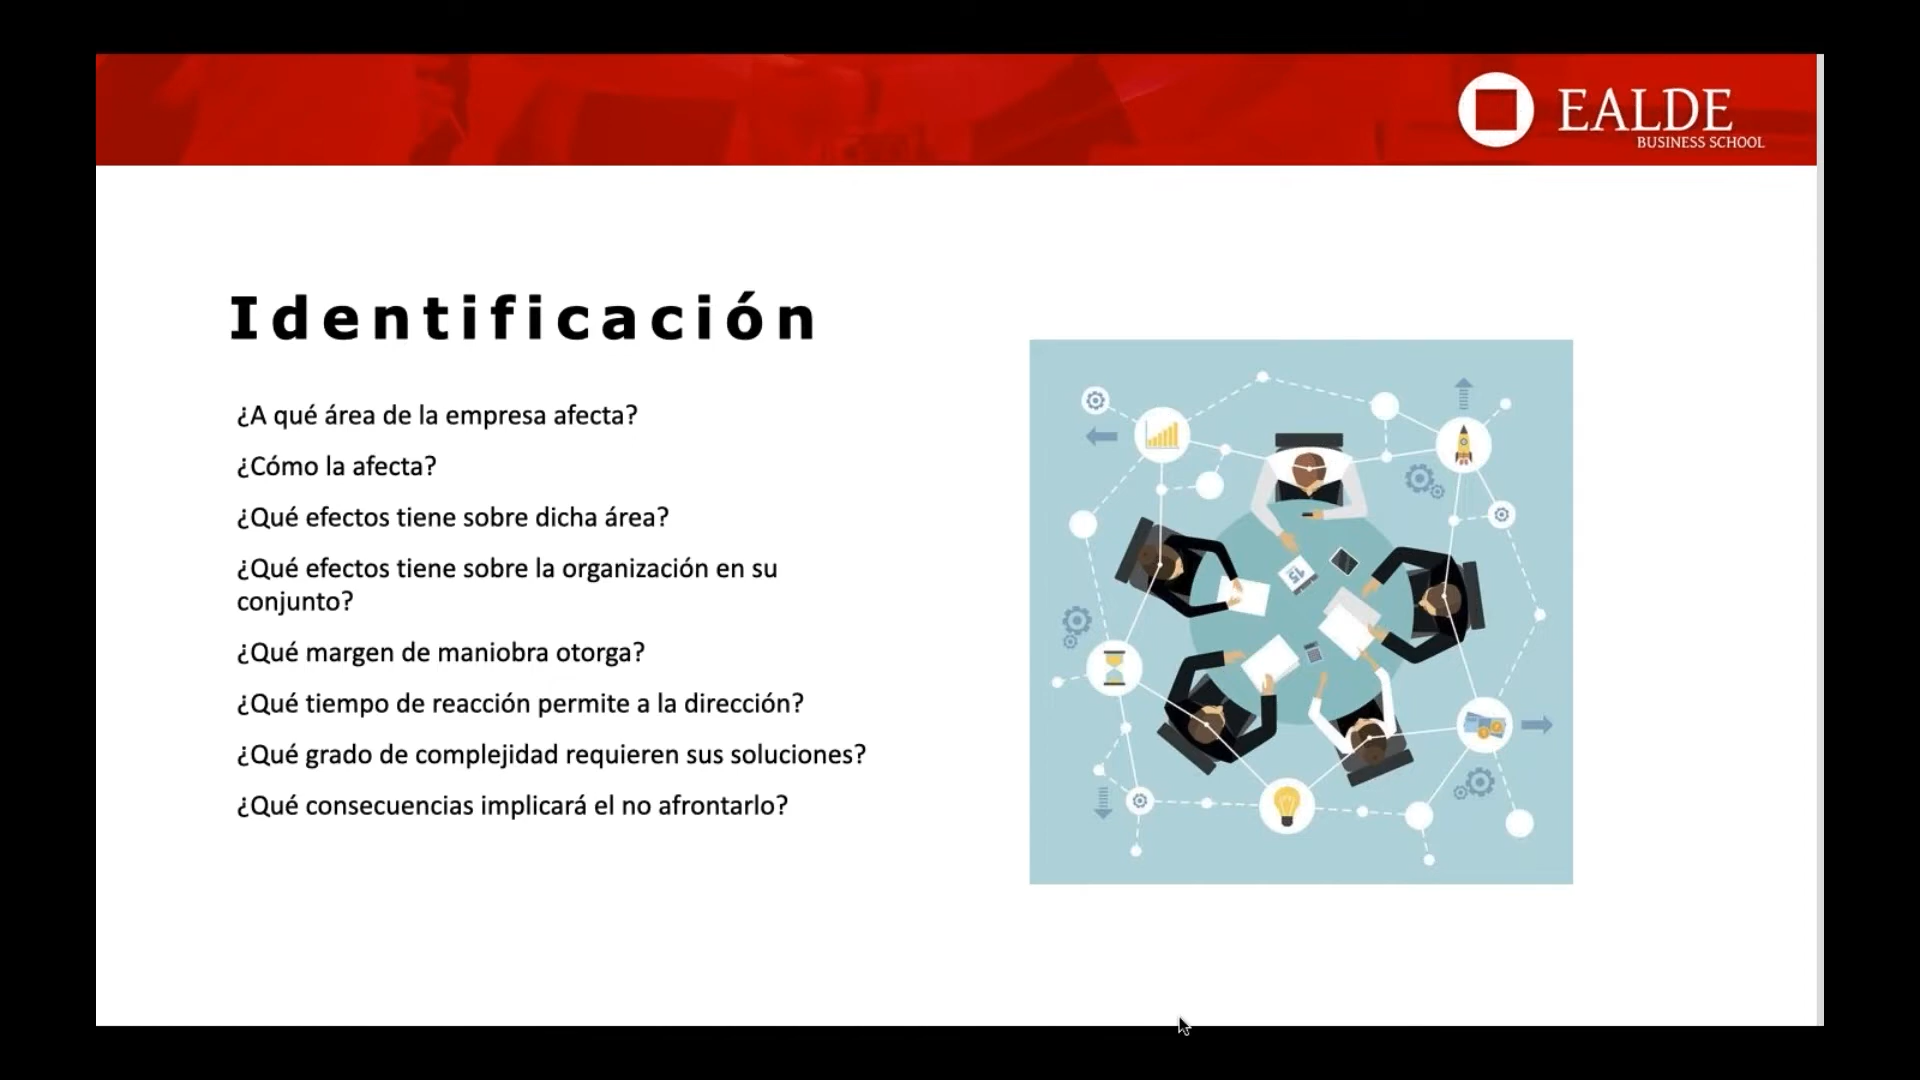 EALDE
BUSINESS SCHOOL
Identificación
¿A qué área de la empresa afecta?
¿Cómo la afecta?
¿Qué efectos tiene sobre dicha área?
¿Qué efectos tiene sobre la organización en su
conjunto?
¿Qué margen de maniobra otorga?
¿Qué tiempo de reacción permite a la dirección?
¿Qué grado de complejidad requieren sus soluciones?
¿Qué consecuencias implicará el no afrontarlo?
15